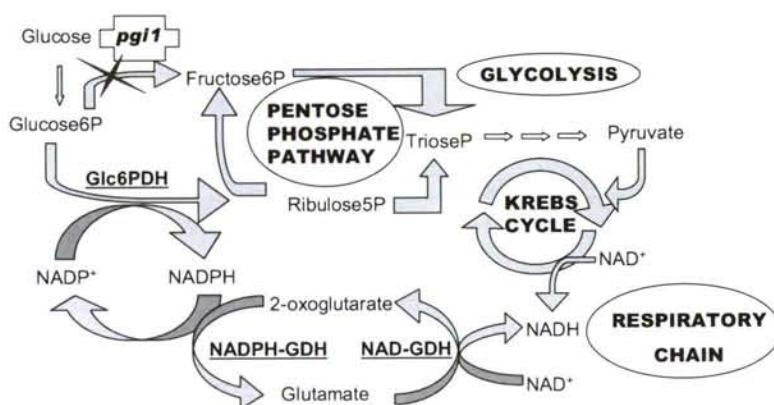 Glucose
pgi1
Fructose6P
GLYCOLYSIS
Glucose6P
PENTOSE
PHOSPHATE
PATHWAY
TrioseP
Pyruvate
Glc6PDH
Ribulose5P
KREBS
CYCLE
NADP+
NADPH
2-oxoglutarate
NAD+
NADH
RESPIRATORY
CHAIN
NADPH-GDH
NAD-GDH
Glutamate
NAD+